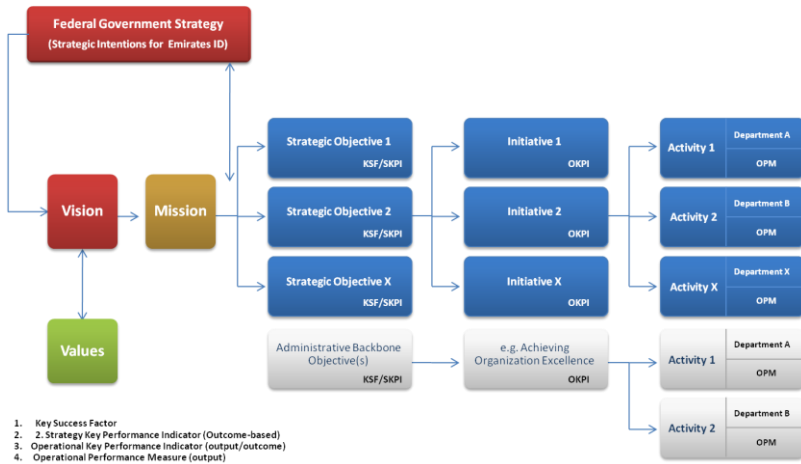 Federal Government Strategy
(Strategic Intentions for Emirates ID)
Vision
Mission
Values
Strategic Objective 1
KSF/SKPI
Strategic Objective 2
KSF/SKPI
Strategic Objective X
KSF/SKPI
Initiative 1
OKPI
Initiative 2
OKPI
Initiative X
OKPI
Activity 1
Department A
OPM
Activity 2
Department B
OPM
Activity X
Department X
OPM
Administrative Backbone
Objective(s)
KSF/SKPI
e.g. Achieving
Organization Excellence
OKPI
Activity 1
Department A
OPM
Activity 2
Department B
OPM
1. Key Success Factor
2. 2. Strategy Key Performance Indicator (Outcome-based)
3. Operational Key Performance Indicator (output/outcome)
4. Operational Performance Measure (output)